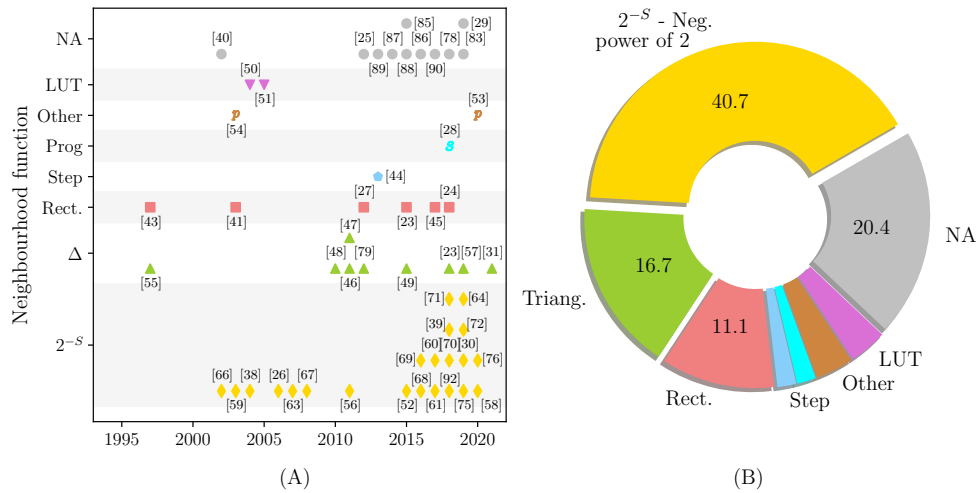 [85]
[29]
NA
[40]
[25]
[87]
[86]
[78]
[83]
[89]
[88]
[90]
[50]
LUT
[51]
[53]
Other
p
p
[54]
[28]
Prog
S
Step
[44]
[27]
[24]
Rect.
[43]
[41]
[23]
[45]
[47]
Δ
[48]
[79]
[23]
[57]
[31]
[55]
[46]
[49]
[71]
[64]
[39]
[72]
2^{-S}
[60]
[70]
[30]
[69]
[76]
[66]
[38]
[26]
[67]
[68]
[92]
[59]
[63]
[56]
[52]
[61]
[75]
[58]
Neighbourhood function
1995 2000 2005 2010 2015 2020
(A)
2^{-S} - Neg.
power of 2
40.7
20.4
NA
16.7
Triang.
11.1
LUT
Other
Rect.
Step
(B)